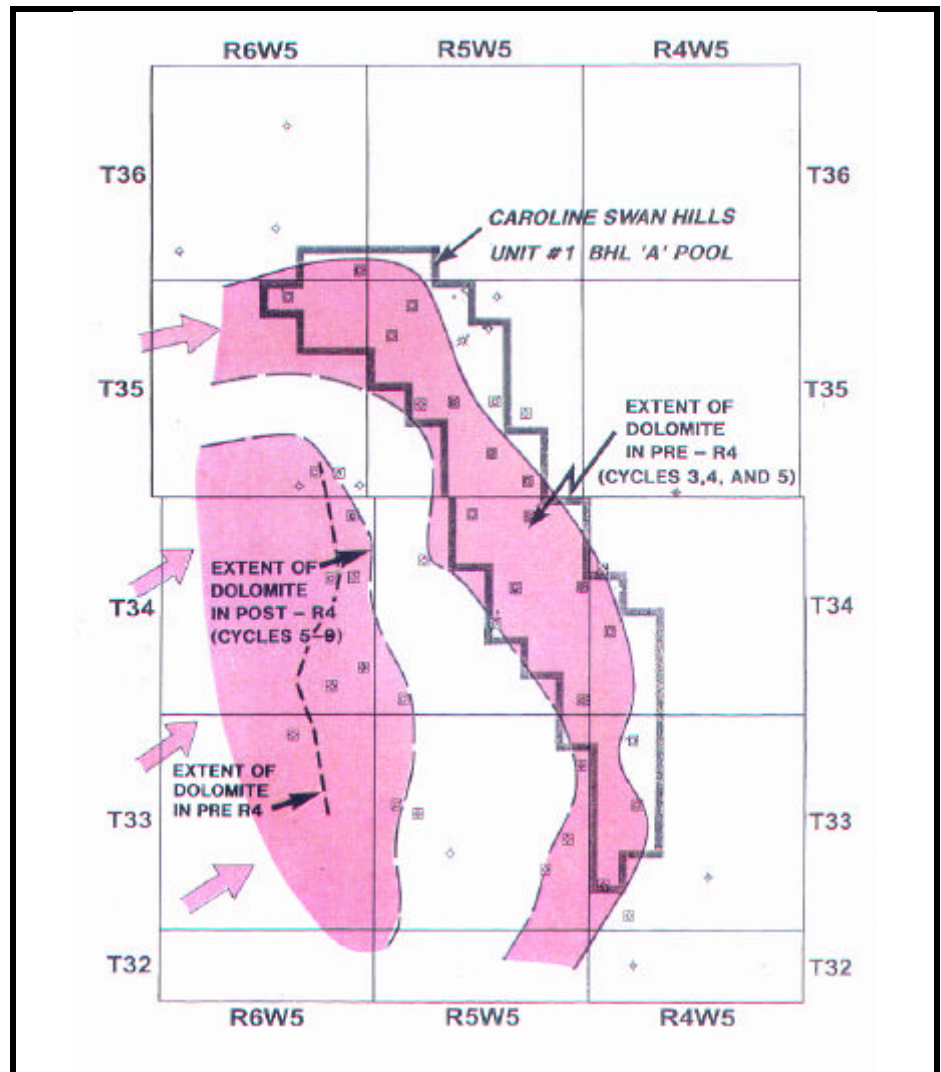 R6W5 R5W5 R4W5
T36 T36
CAROLINE SWAN HILLS
UNIT #1 BHL 'A' POOL
T35 T35
EXTENT OF
DOLOMITE
IN PRE – R4
(CYCLES 3,4, AND 5)
EXTENT OF
DOLOMITE
IN POST – R4
(CYCLES 5–9)
T34 T34
EXTENT OF
DOLOMITE
IN PRE R4
T33 T33
T32 T32
R6W5 R5W5 R4W5